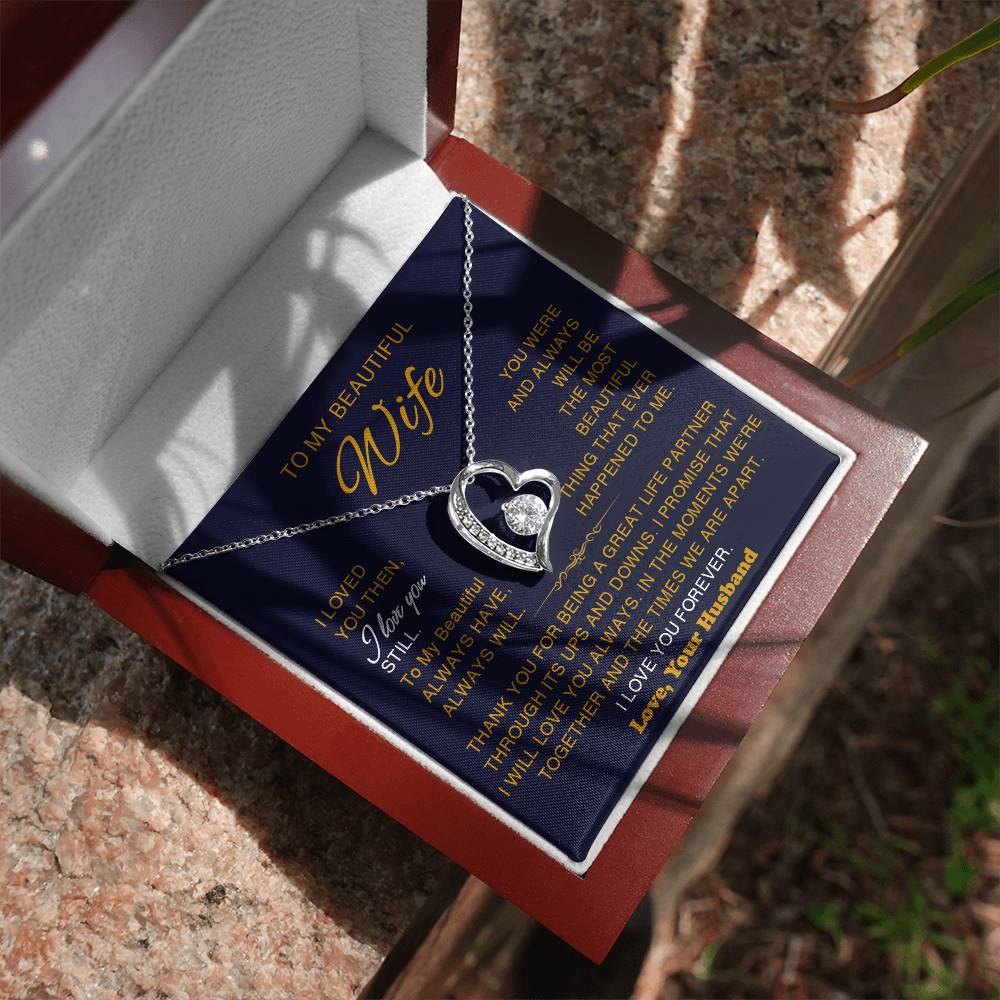 TO MY BEAUTIFUL
Wife
YOU WERE
AND ALWAYS
WILL BE
THE MOST
BEAUTIFUL
THING THAT EVER
HAPPENED TO ME.
I LOVED
YOU THEN,
I love you
STILL.
To My Beautiful
ALWAYS HAVE,
ALWAYS WILL.
THANK YOU FOR BEING A GREAT LIFE PARTNER
THROUGH ITS UPS AND DOWNS. I PROMISE THAT
I WILL LOVE YOU ALWAYS. IN THE MOMENTS WE'RE
TOGETHER AND THE TIMES WE ARE APART.
I LOVE YOU FOREVER.
Love, Your Husband